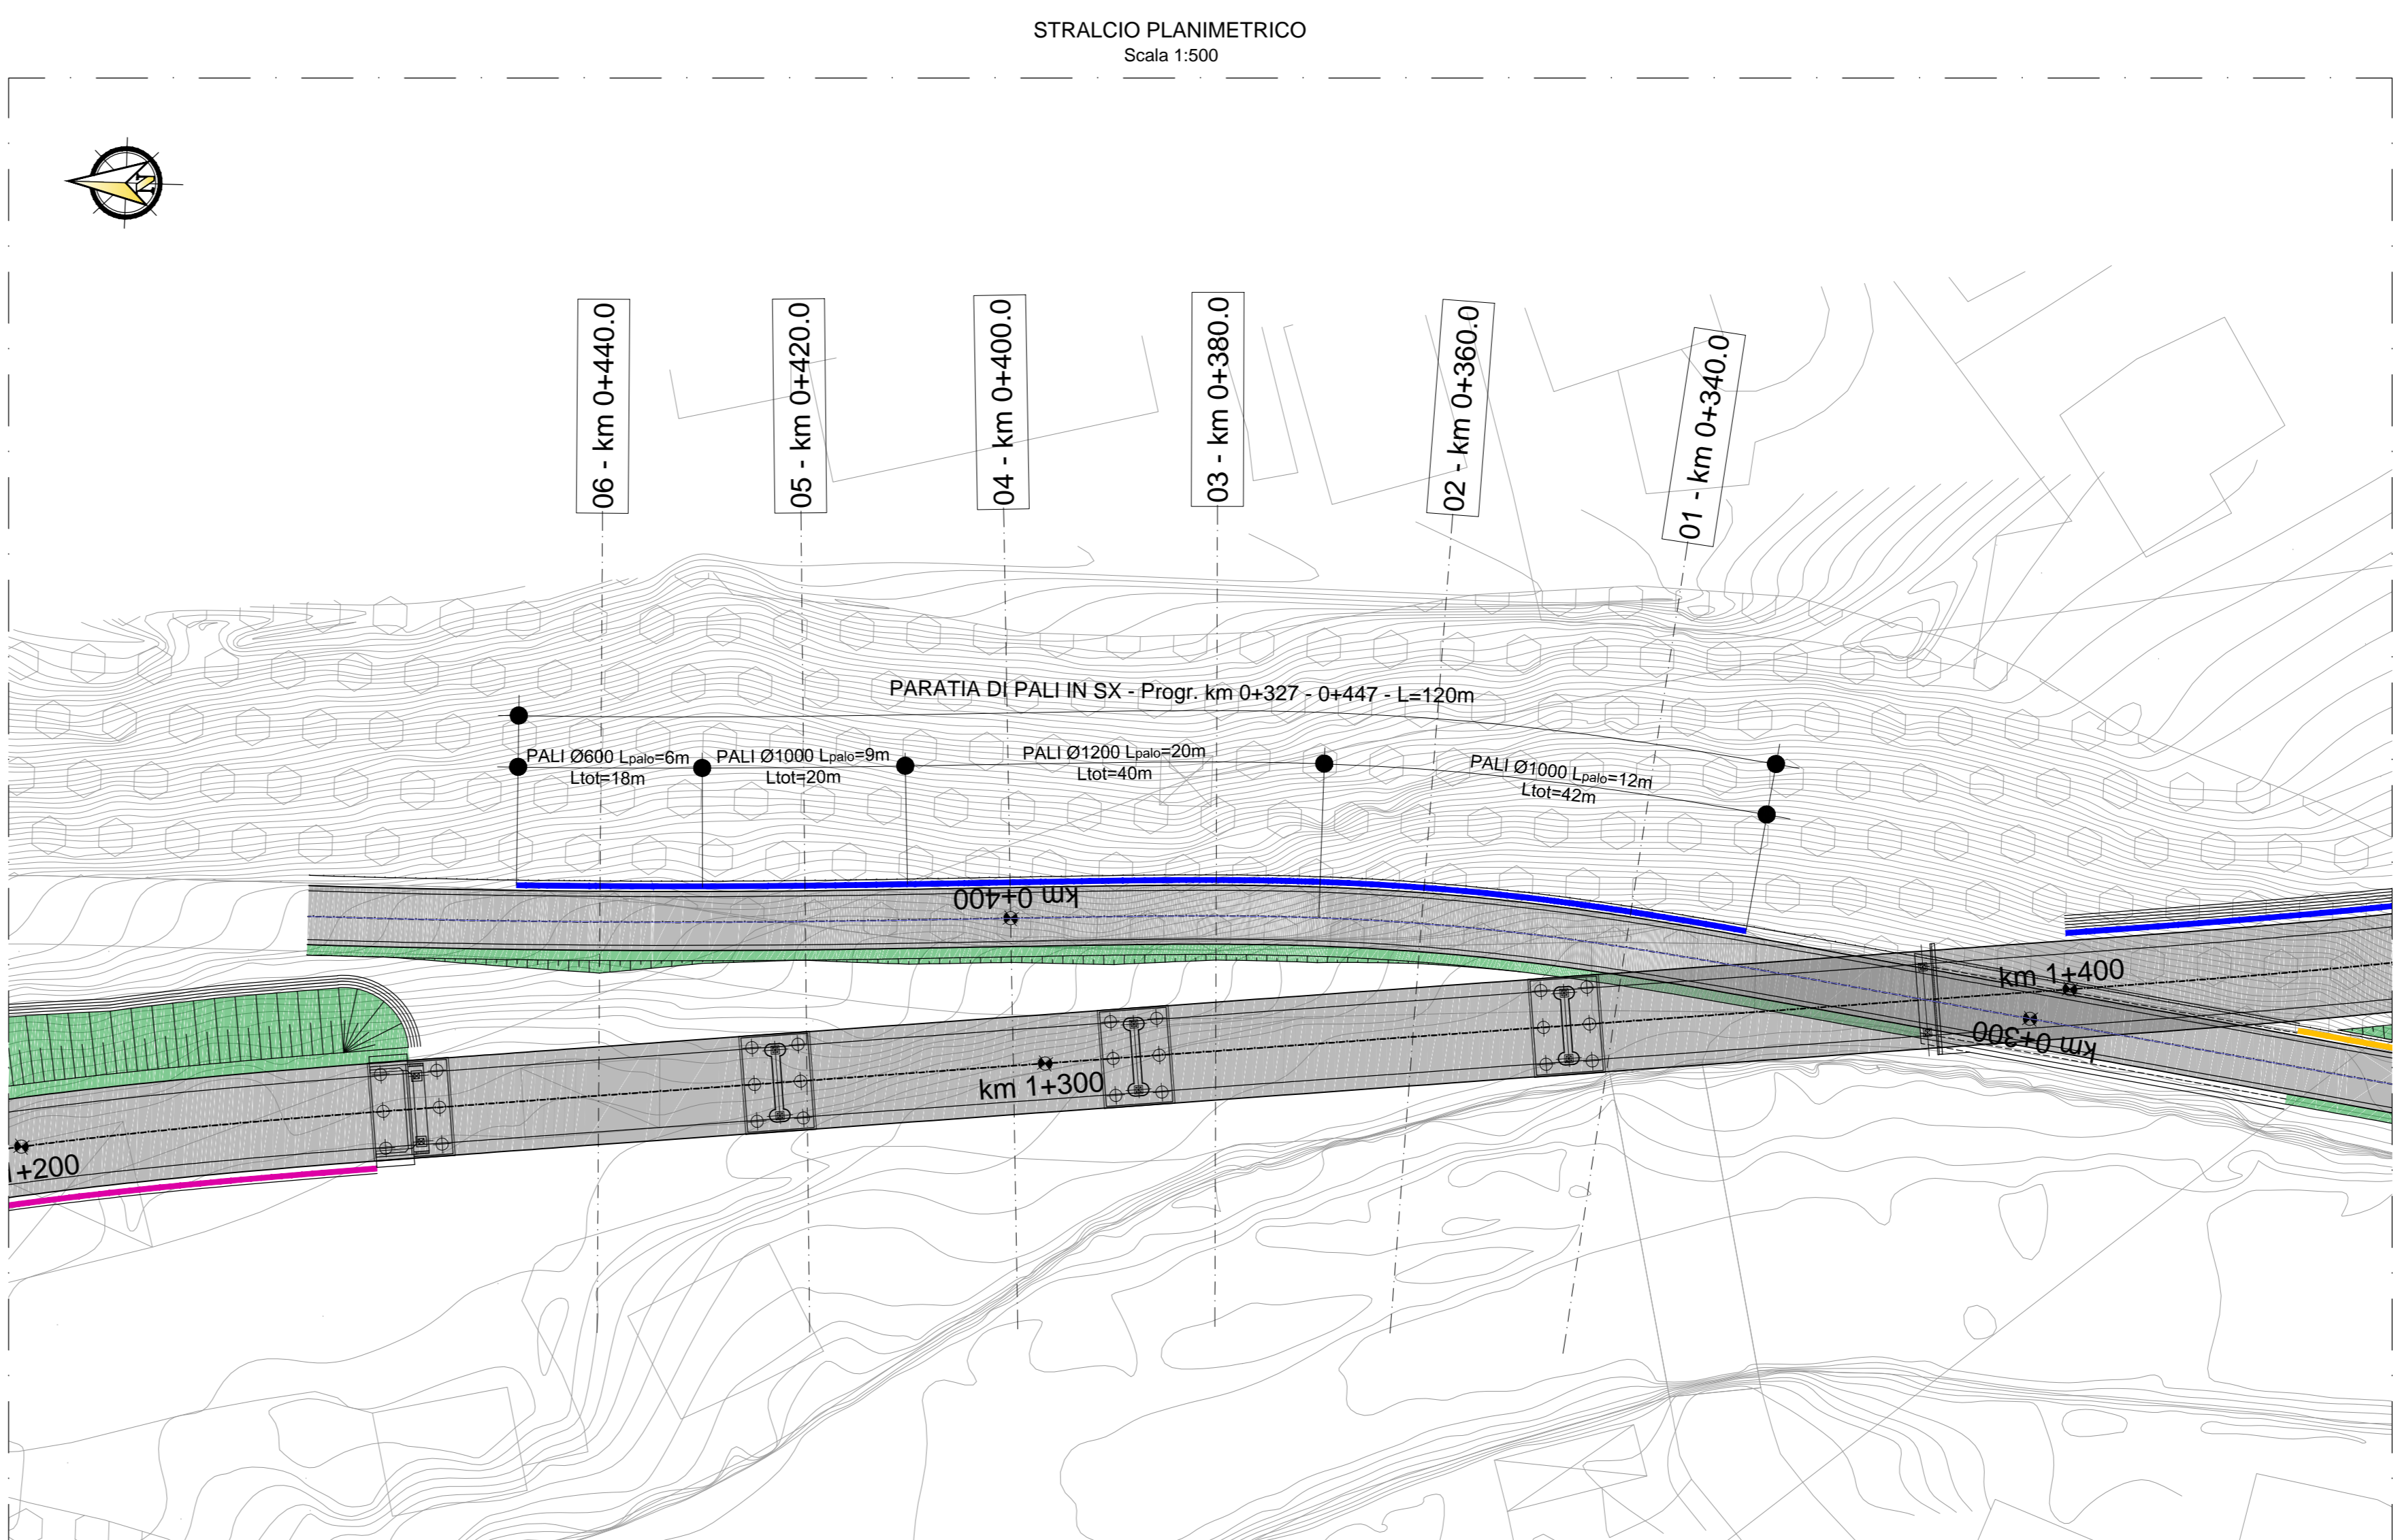 STRALCIO PLANIMETRICO
Scala 1:500
N
06 - km 0+440.0
05 - km 0+420.0
04 - km 0+400.0
03 - km 0+380.0
02 - km 0+360.0
01 - km 0+340.0
PARATIA DI PALI IN SX - Progr. km 0+327 - 0+447 - L=120m
PALI Ø600 Lpalo=6m
Ltot=18m
PALI Ø1000 Lpalo=9m
Ltot=20m
PALI Ø1200 Lpalo=20m
Ltot=40m
PALI Ø1000 Lpalo=12m
Ltot=42m
km 0+400
km 1+400
km 0+300
km 1+300
1+200